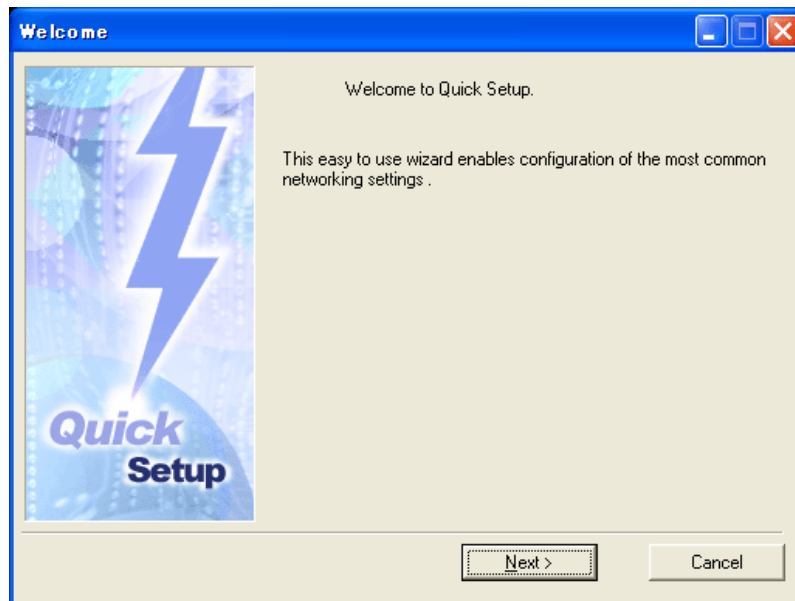 Welcome
Welcome to Quick Setup.
This easy to use wizard enables configuration of the most common
networking settings .
Quick
Setup
Next >
Cancel